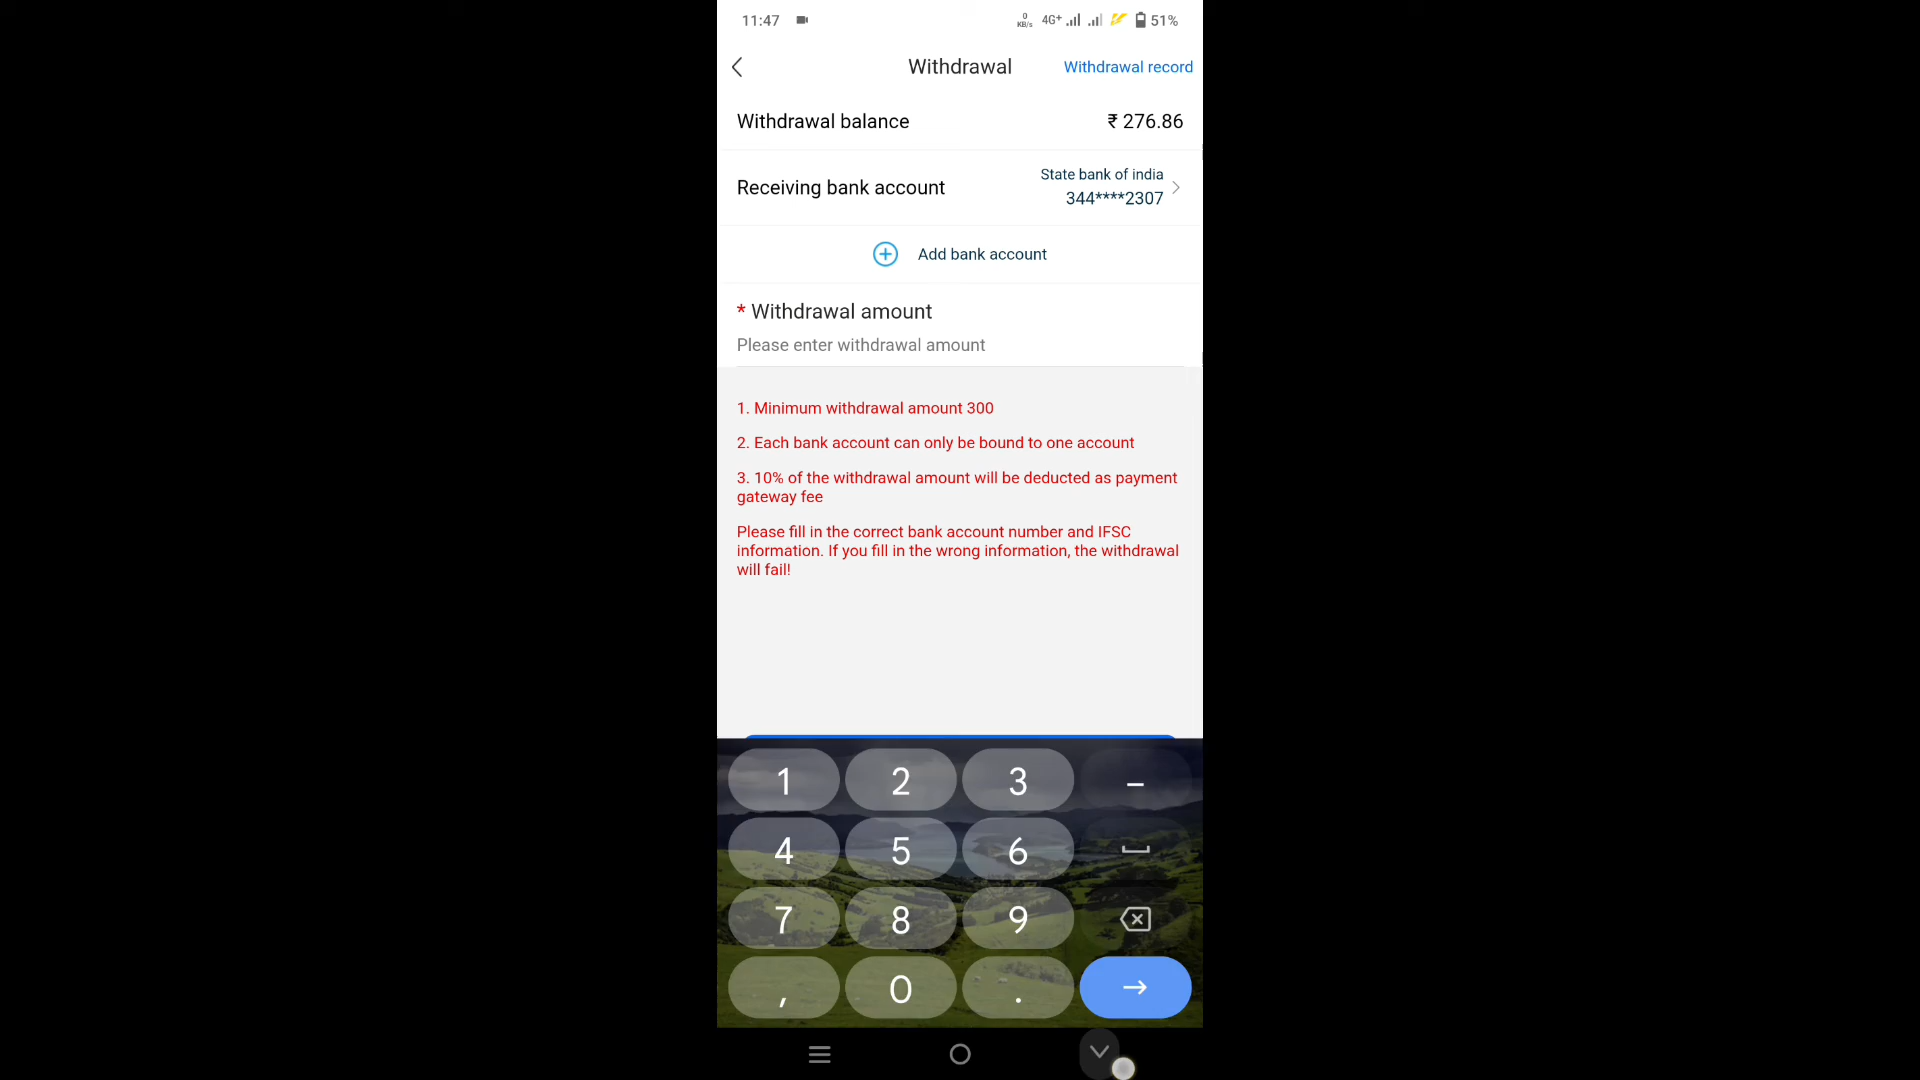 11:47
0 KB/s 4G+ 51%
Withdrawal
Withdrawal record
Withdrawal balance
₹ 276.86
Receiving bank account
State bank of india
344****2307
Add bank account
* Withdrawal amount
Please enter withdrawal amount
1. Minimum withdrawal amount 300
2. Each bank account can only be bound to one account
3. 10% of the withdrawal amount will be deducted as payment
gateway fee
Please fill in the correct bank account number and IFSC
information. If you fill in the wrong information, the withdrawal
will fail!
1 2 3 –
4 5 6
7 8 9
, 0 .